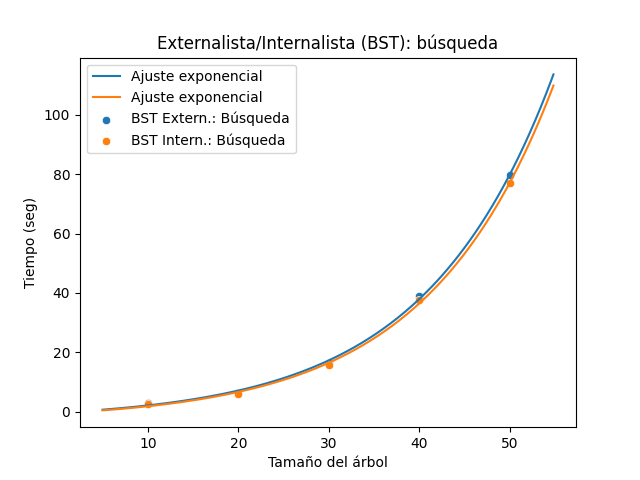 Externalista/Internalista (BST): búsqueda
Ajuste exponencial
Ajuste exponencial
BST Extern.: Búsqueda
BST Intern.: Búsqueda
Tiempo (seg)
100
80
60
40
20
0
10 20 30 40 50
Tamaño del árbol